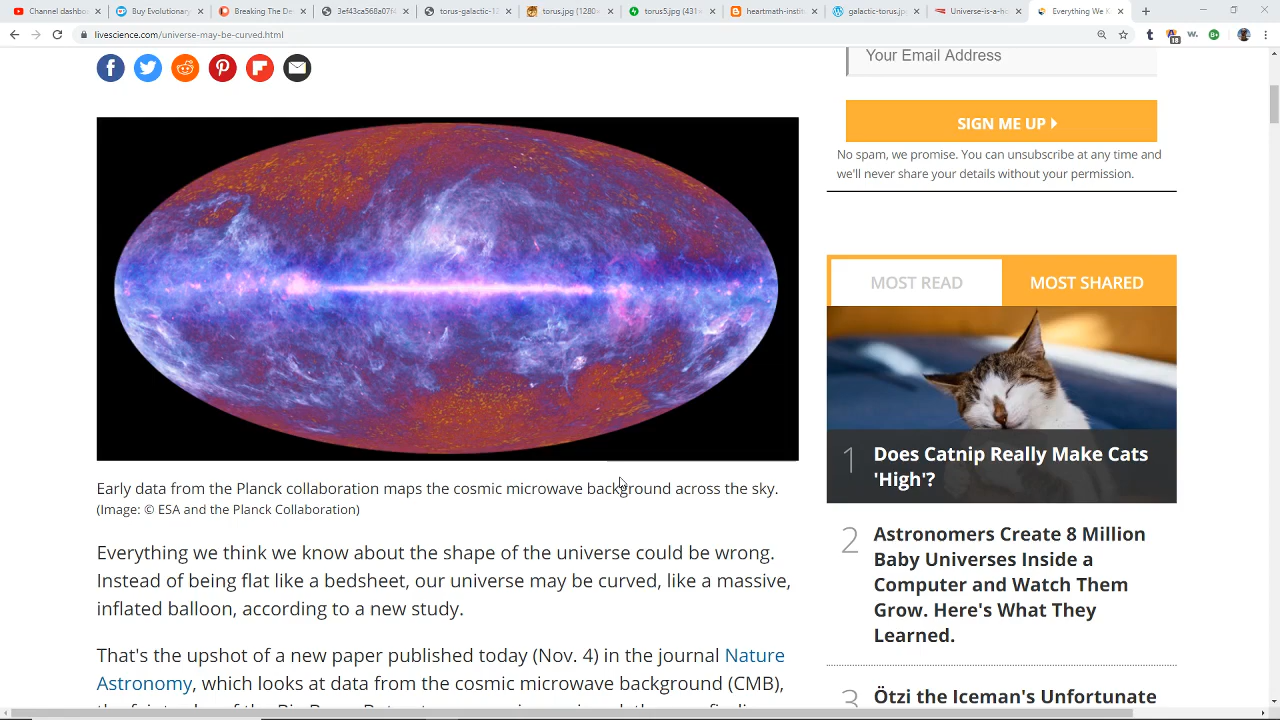 Channel dashbo
Buy Evolutionary
Breaking The De
3ef43ca568a07f4
torus-galactic-1
torus.jpg (1280×
torus5.jpg (431×
heartmath-instit
galactic-torus.jp
Universe-is-a-ho
Everything We K
livescience.com/universe-may-be-curved.html
Your Email Address
SIGN ME UP
No spam, we promise. You can unsubscribe at any time and
we'll never share your details without your permission.
MOST READ
MOST SHARED
1
Does Catnip Really Make Cats
'High'?
2
Astronomers Create 8 Million
Baby Universes Inside a
Computer and Watch Them
Grow. Here's What They
Learned.
Ötzi the Iceman's Unfortunate
Early data from the Planck collaboration maps the cosmic microwave background across the sky.
(Image: © ESA and the Planck Collaboration)
Everything we think we know about the shape of the universe could be wrong.
Instead of being flat like a bedsheet, our universe may be curved, like a massive,
inflated balloon, according to a new study.
That's the upshot of a new paper published today (Nov. 4) in the journal Nature
Astronomy, which looks at data from the cosmic microwave background (CMB),